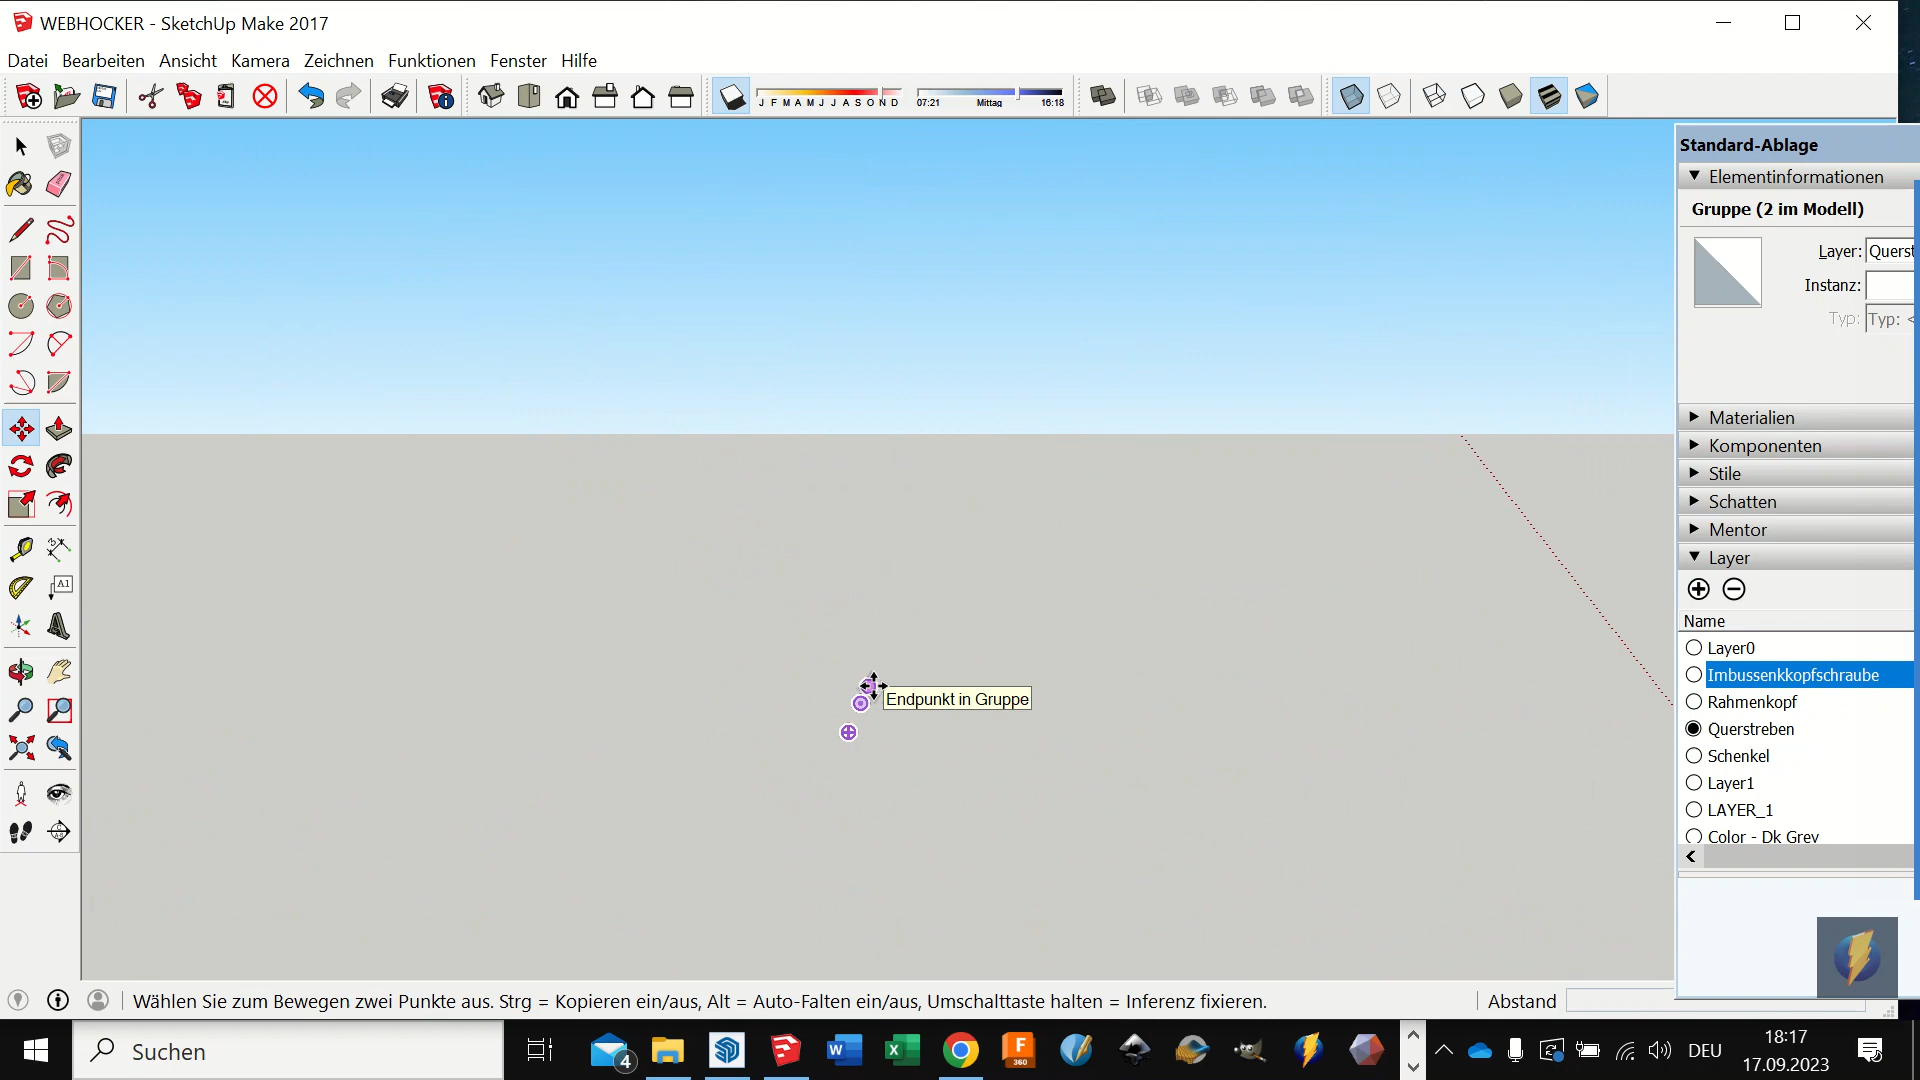 WEBHOCKER - SketchUp Make 2017
Datei Bearbeiten Ansicht Kamera Zeichnen Funktionen Fenster Hilfe
J F M A M J J A S O N D
07:21 Mittag 16:18
Standard-Ablage
Elementinformationen
Gruppe (2 im Modell)
Layer: Querst
Instanz:
Typ: Typ: <
Materialien
Komponenten
Stile
Schatten
Mentor
Layer
Name
Layer0
Imbussenkkopfschraube
Rahmenkopf
Querstreben
Schenkel
Layer1
LAYER_1
Color - Dk Grey
A1
Endpunkt in Gruppe
Wählen Sie zum Bewegen zwei Punkte aus. Strg = Kopieren ein/aus, Alt = Auto-Falten ein/aus, Umschalttaste halten = Inferenz fixieren.
Abstand
Suchen
4
F
360
DEU
18:17
17.09.2023